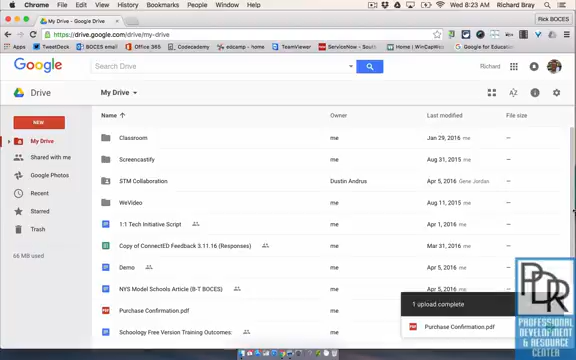 Chrome File Edit View History Bookmarks Window Help Wed 8:23 AM Richard Bray
My Drive - Google Drive Rick BOCES
https://drive.google.com/drive/my-drive
Apps TweetDeck BOCES email Office 365 Codecademy edcamp - home TeamViewer ServiceNow - South Home | WinCapWeb Google for Education
Google Search Drive Richard
Drive My Drive
NEW
My Drive
Shared with me
Google Photos
Recent
Starred
Trash
66 MB used
Name Owner Last modified File size
Classroom me Jan 29, 2016 me —
Screencastify me Aug 31, 2015 me —
STM Collaboration Dustin Andrus Apr 5, 2016 Gene Jordan —
WeVideo me Aug 11, 2015 me —
1:1 Tech Initiative Script me Apr 1, 2016 me —
Copy of ConnectED Feedback 3.11.16 (Responses) me Mar 31, 2016 me —
Demo me Apr 5, 2016 me —
NYS Model Schools Article (B-T BOCES) me Apr 5, 2016 me
Purchase Confirmation.pdf me
Schoology Free Version Training Outcomes: me
1 upload complete
Purchase Confirmation.pdf
PDRC
PROFESSIONAL
DEVELOPMENT
& RESOURCE
CENTER